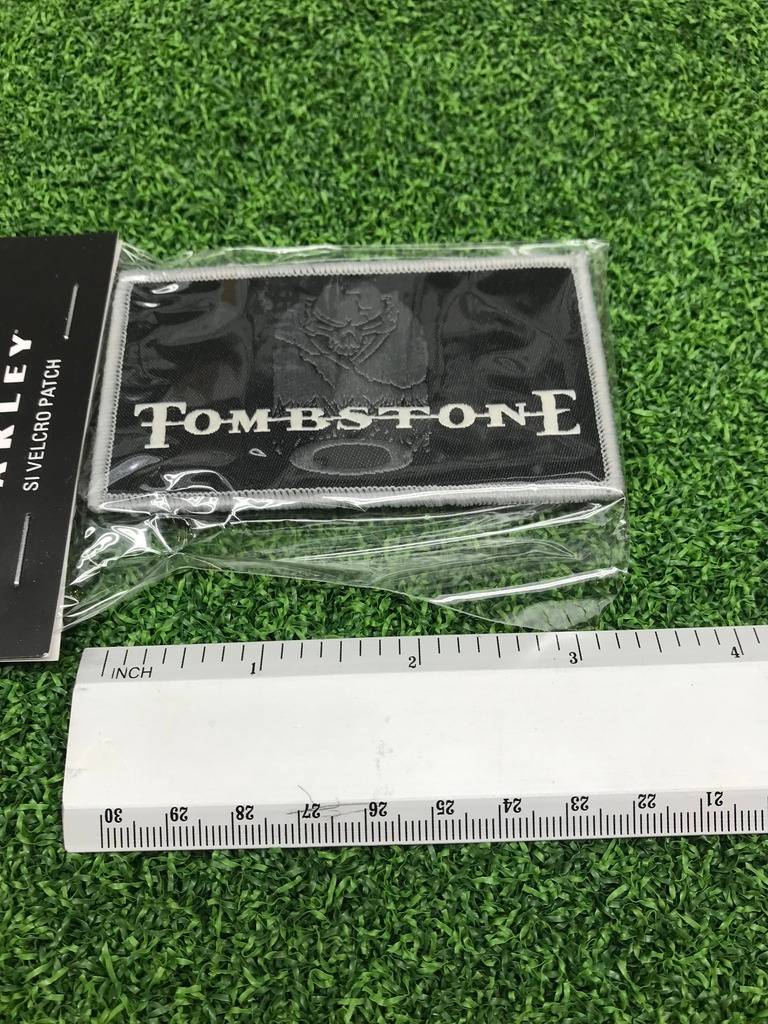 AKLEY
SI VELCRO PATCH
TOMBSTONE
INCH 1 2 3 4
30 29 28 27 26 25 24 23 22 21